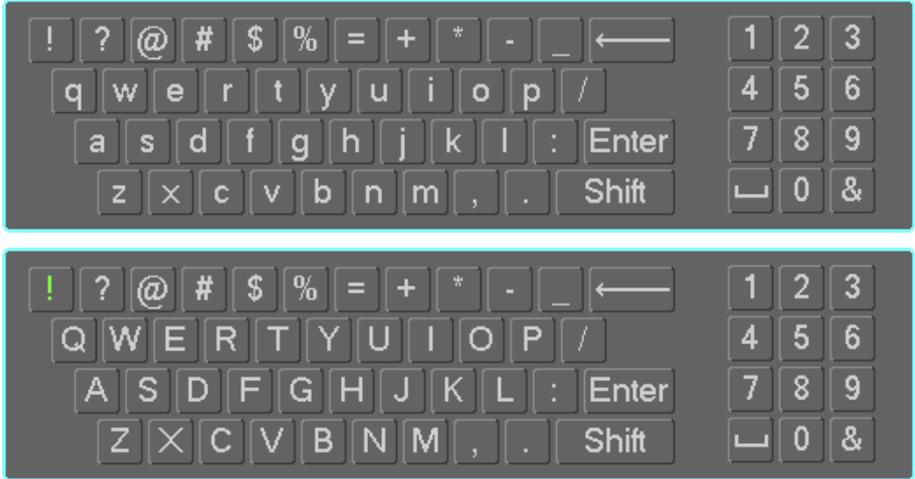 ! ? @ # $ % = + * - _ ← 1 2 3
q w e r t y u i o p / 4 5 6
a s d f g h j k l : Enter 7 8 9
z x c v b n m , . Shift ⎵ 0 &
! ? @ # $ % = + * - _ ← 1 2 3
Q W E R T Y U I O P / 4 5 6
A S D F G H J K L : Enter 7 8 9
Z X C V B N M , . Shift ⎵ 0 &